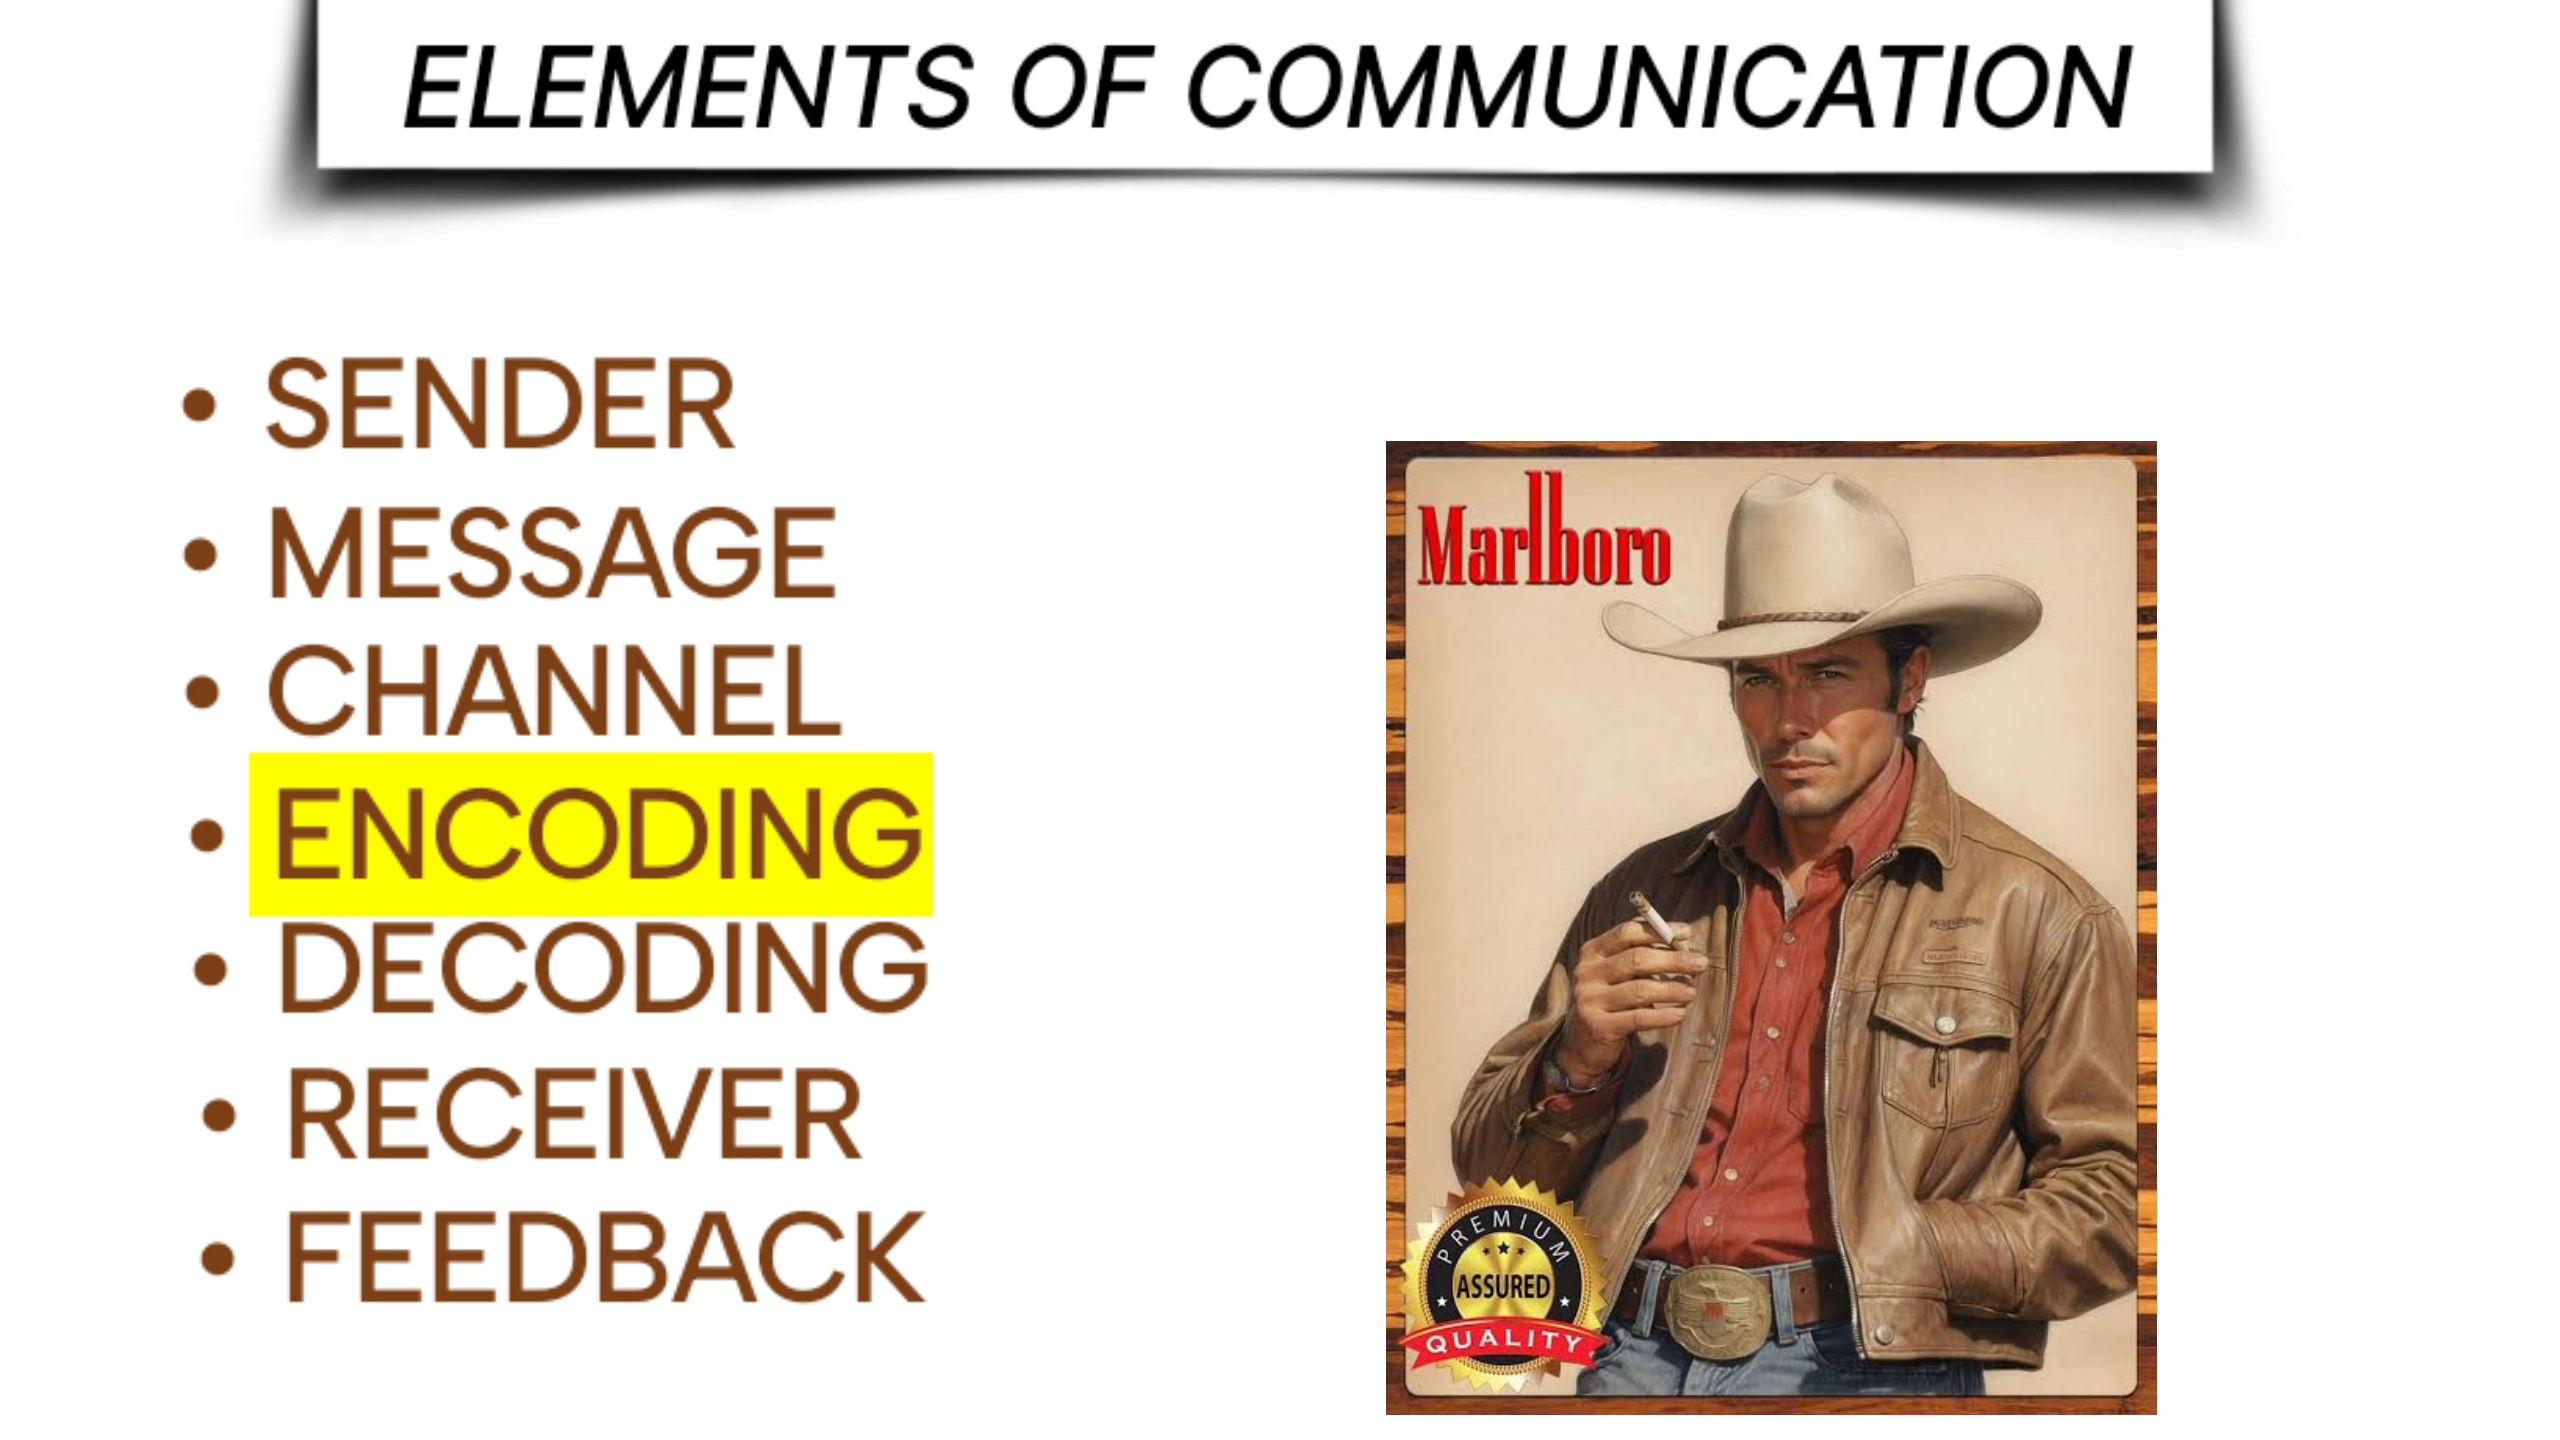 ELEMENTS OF COMMUNICATION
• SENDER
• MESSAGE
• CHANNEL
• ENCODING
• DECODING
• RECEIVER
• FEEDBACK
Marlboro
PREMIUM
ASSURED
QUALITY